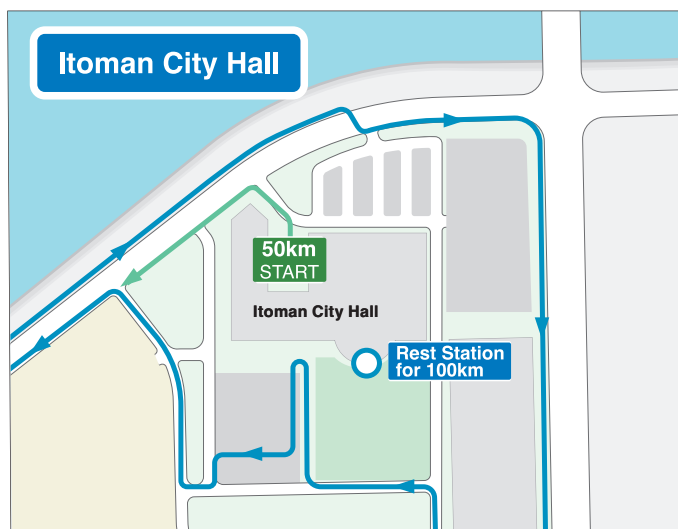 Itoman City Hall
50km
START
Itoman City Hall
Rest Station
for 100km